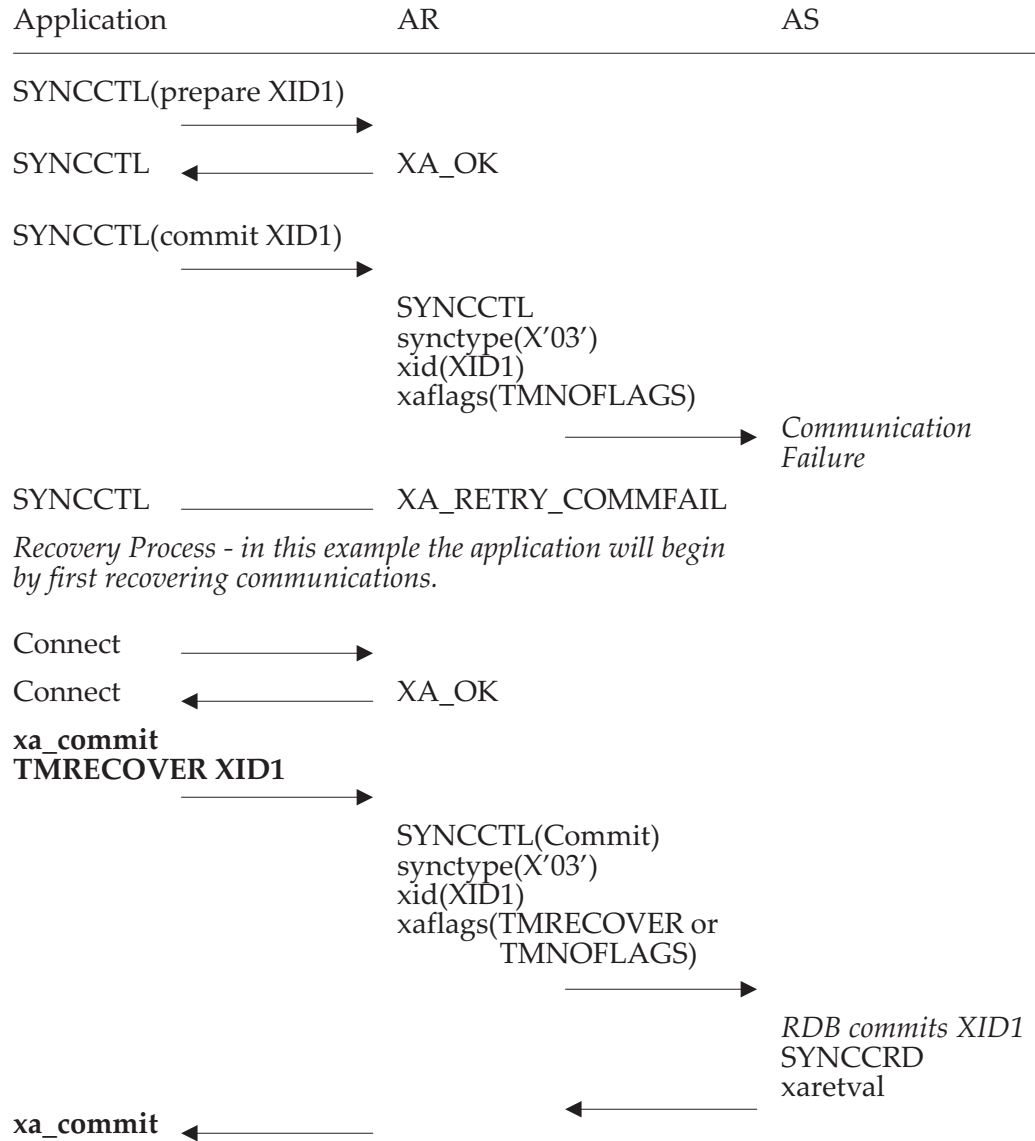 Application AR AS
SYNCCTL(prepare XID1)
SYNCCTL XA_OK
SYNCCTL(commit XID1)
SYNCCTL
synctype(X’03’)
xid(XID1)
xaflags(TMNOFLAGS)
Communication
Failure
SYNCCTL XA_RETRY_COMMFAIL
Recovery Process - in this example the application will begin
by first recovering communications.
Connect
Connect XA_OK
xa_commit
TMRECOVER XID1
SYNCCTL(Commit)
synctype(X’03’)
xid(XID1)
xaflags(TMRECOVER or
TMNOFLAGS)
RDB commits XID1
SYNCCRD
xaretval
xa_commit